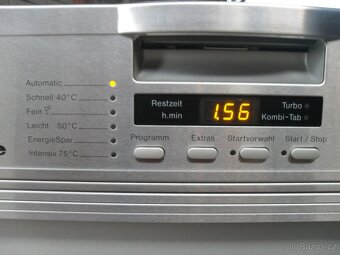 Automatic
Schnell 40°C
Fein
Leicht 50°C
EnergieSpar
Intensiv 75°C
Restzeit
h.min
1.56
Turbo
Kombi-Tab
Programm
Extras
Startvorwahl
Start / Stop